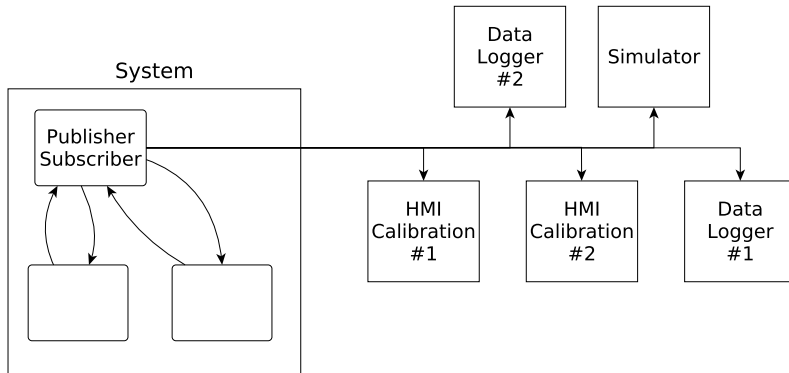 System
Publisher
Subscriber
Data
Logger
#2
Simulator
HMI
Calibration
#1
HMI
Calibration
#2
Data
Logger
#1